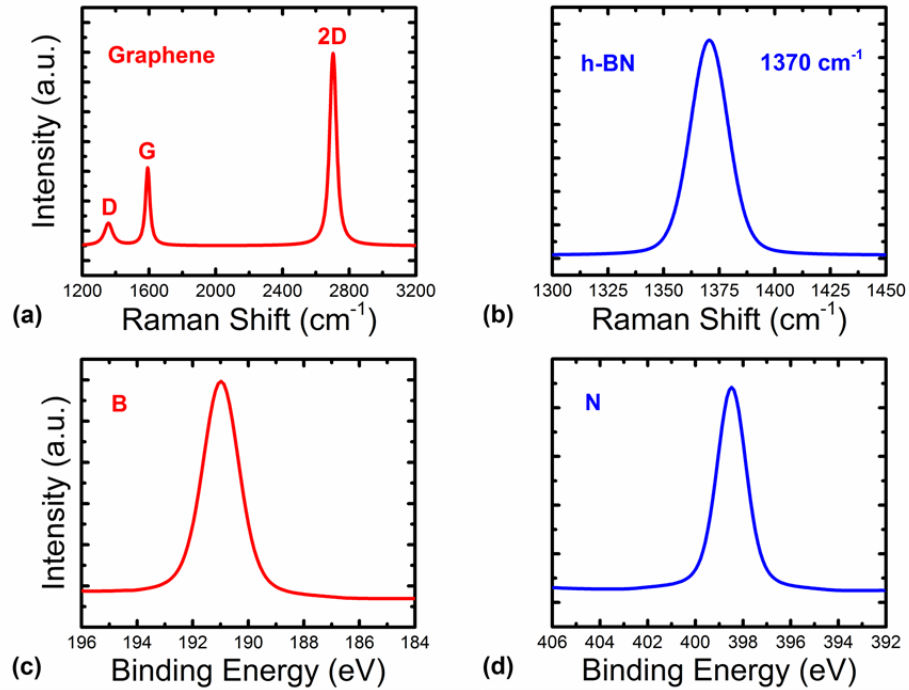 Graphene
D
G
2D
Intensity (a.u.)
1200 1600 2000 2400 2800 3200
(a)
Raman Shift (cm⁻¹)
h-BN
1370 cm⁻¹
1300 1325 1350 1375 1400 1425 1450
(b)
Raman Shift (cm⁻¹)
B
Intensity (a.u.)
196 194 192 190 188 186 184
(c)
Binding Energy (eV)
N
406 404 402 400 398 396 394 392
(d)
Binding Energy (eV)